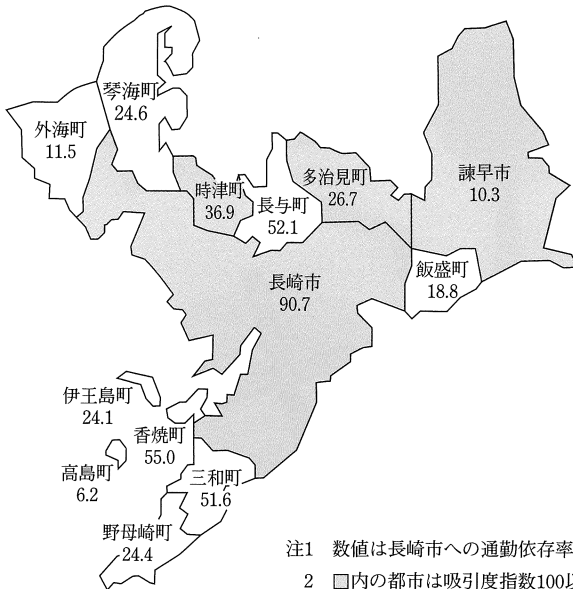 琴海町
24.6
外海町
11.5
時津町
36.9
長与町
52.1
多治見町
26.7
諫早市
10.3
飯盛町
18.8
長崎市
90.7
伊王島町
24.1
香焼町
55.0
高島町
6.2
三和町
51.6
野母崎町
24.4
注1 数値は長崎市への通勤依存率
2 □内の都市は吸引度指数100以